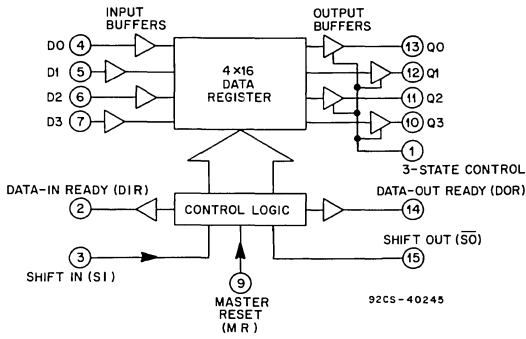 INPUT
BUFFERS
OUTPUT
BUFFERS
D0 4
13 Q0
D1 5
12 Q1
4×16
DATA
REGISTER
D2 6
11 Q2
D3 7
10 Q3
1
3-STATE CONTROL
DATA-IN READY (DIR)
DATA-OUT READY (DOR)
2
CONTROL LOGIC
14
SHIFT OUT (S̅O̅)
3
15
SHIFT IN (SI)
9
MASTER
RESET
(MR)
92CS-40245